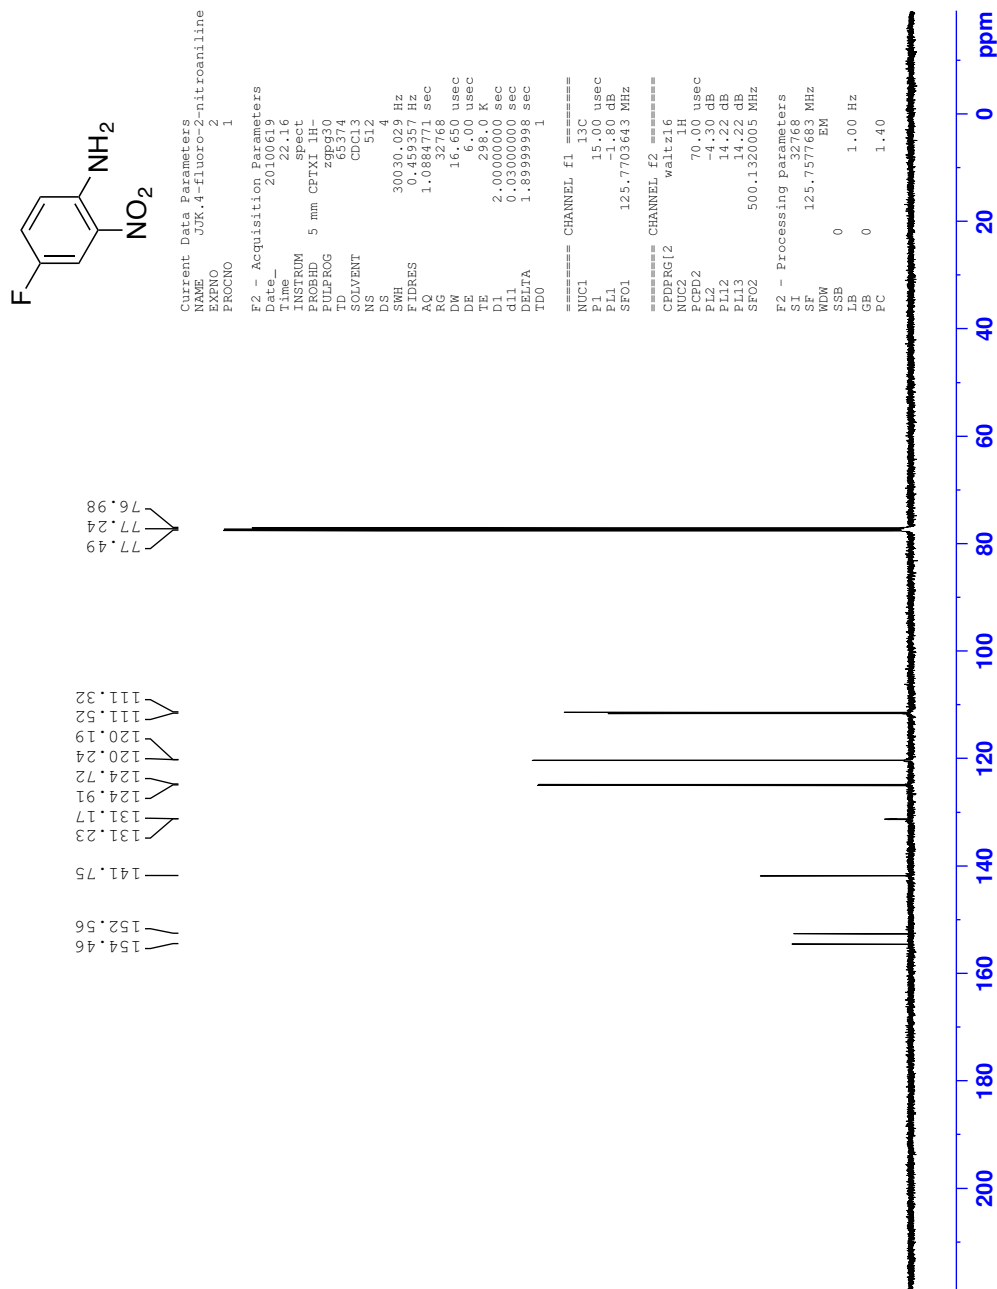 F
NH2
NO2
Current Data Parameters
NAME JJK.4-fluoro-2-nitroaniline
EXPNO 2
PROCNO 1
F2 - Acquisition Parameters
Date_ 20100619
Time 22.16
INSTRUM spect
PROBHD 5 mm CPTXI 1H-
PULPROG zgpg30
TD 65374
SOLVENT CDCl3
NS 512
DS 4
SWH 30030.029 Hz
FIDRES 0.459357 Hz
AQ 1.0884771 sec
RG 32768
DW 16.650 usec
DE 6.00 usec
TE 298.0 K
D1 2.00000000 sec
d11 0.03000000 sec
DELTA 1.89999998 sec
TD0 1
======== CHANNEL f1 ========
NUC1 13C
P1 15.00 usec
PL1 -1.80 dB
SFO1 125.7703643 MHz
======== CHANNEL f2 ========
CPDPRG[2 waltz16
NUC2 1H
PCPD2 70.00 usec
PL2 -4.30 dB
PL12 14.22 dB
PL13 14.22 dB
SFO2 500.1320005 MHz
F2 - Processing parameters
SI 32768
SF 125.7577683 MHz
WDW EM
SSB 0
LB 1.00 Hz
GB 0
PC 1.40
154.46
152.56
141.75
131.23
131.17
124.91
124.72
120.24
120.19
111.52
111.32
77.49
77.24
76.98
200 180 160 140 120 100 80 60 40 20 0 ppm